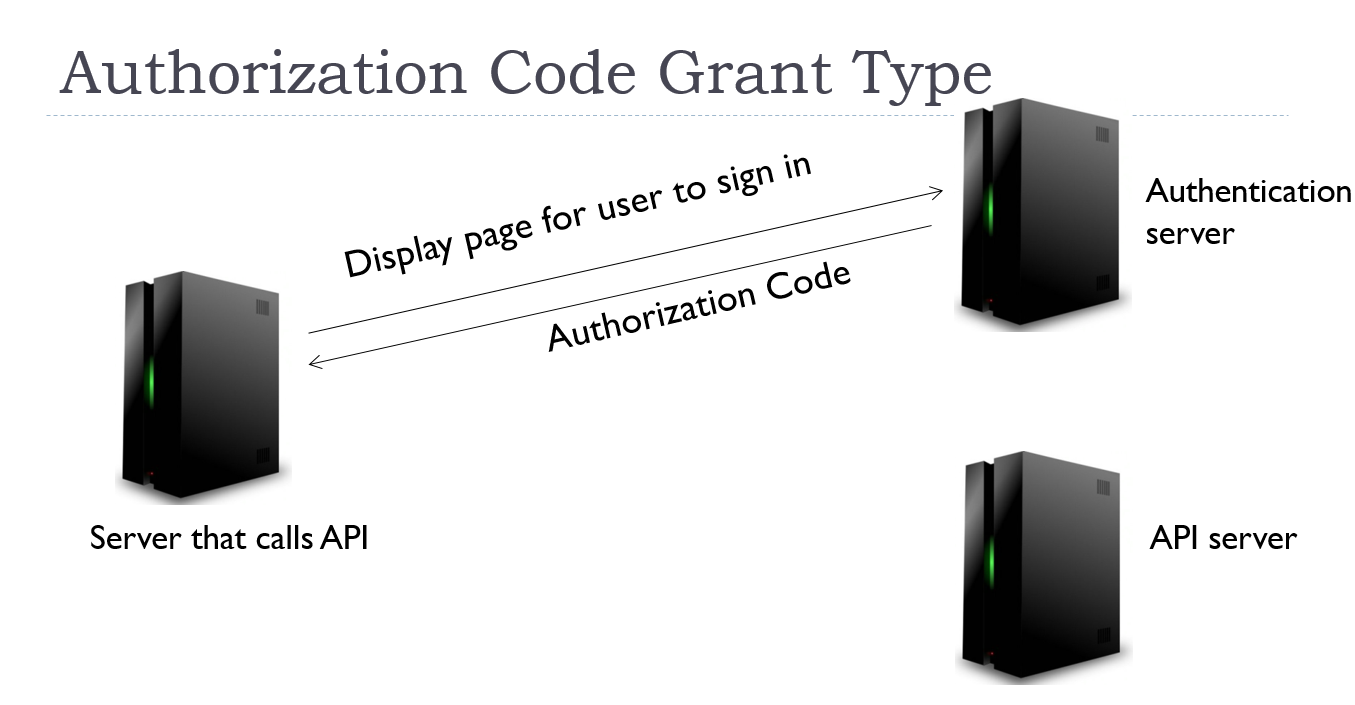 Authorization Code Grant Type
Display page for user to sign in
Authorization Code
Authentication
server
Server that calls API
API server